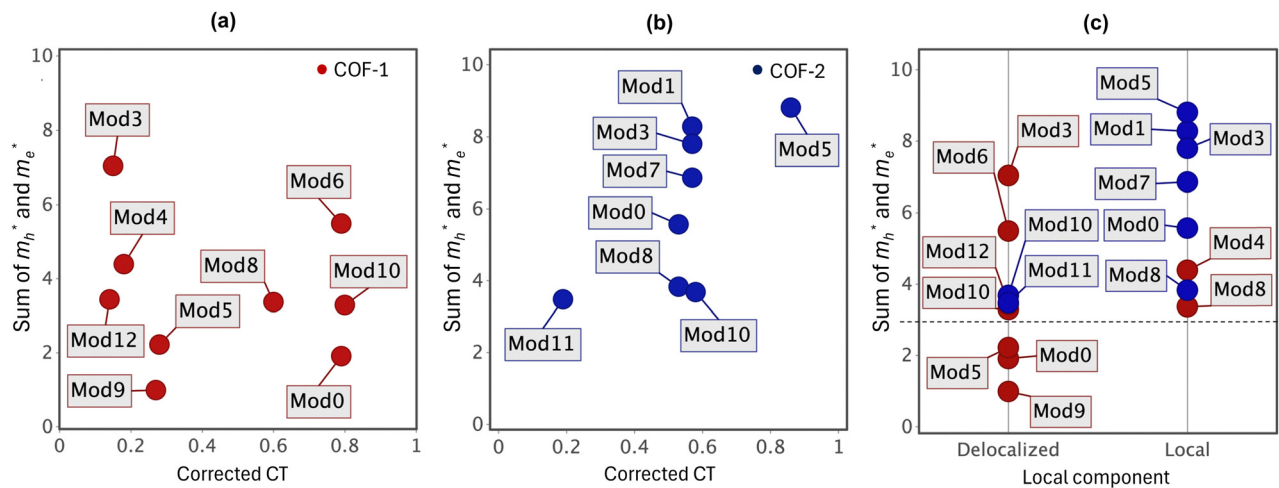 (a)
Sum of m_h* and m_e*
10
8
6
4
2
0
COF-1
Mod3
Mod6
Mod4
Mod8
Mod10
Mod5
Mod12
Mod9
Mod0
0
0.2
0.4
0.6
0.8
1
Corrected CT
(b)
Sum of m_h* and m_e*
10
8
6
4
2
0
COF-2
Mod1
Mod3
Mod5
Mod7
Mod0
Mod8
Mod10
Mod11
0
0.2
0.4
0.6
0.8
1
Corrected CT
(c)
Sum of m_h* and m_e*
10
8
6
4
2
0
Mod5
Mod3
Mod1
Mod3
Mod6
Mod7
Mod10
Mod0
Mod12
Mod4
Mod11
Mod8
Mod10
Mod8
Mod0
Mod5
Mod9
Delocalized
Local
Local component